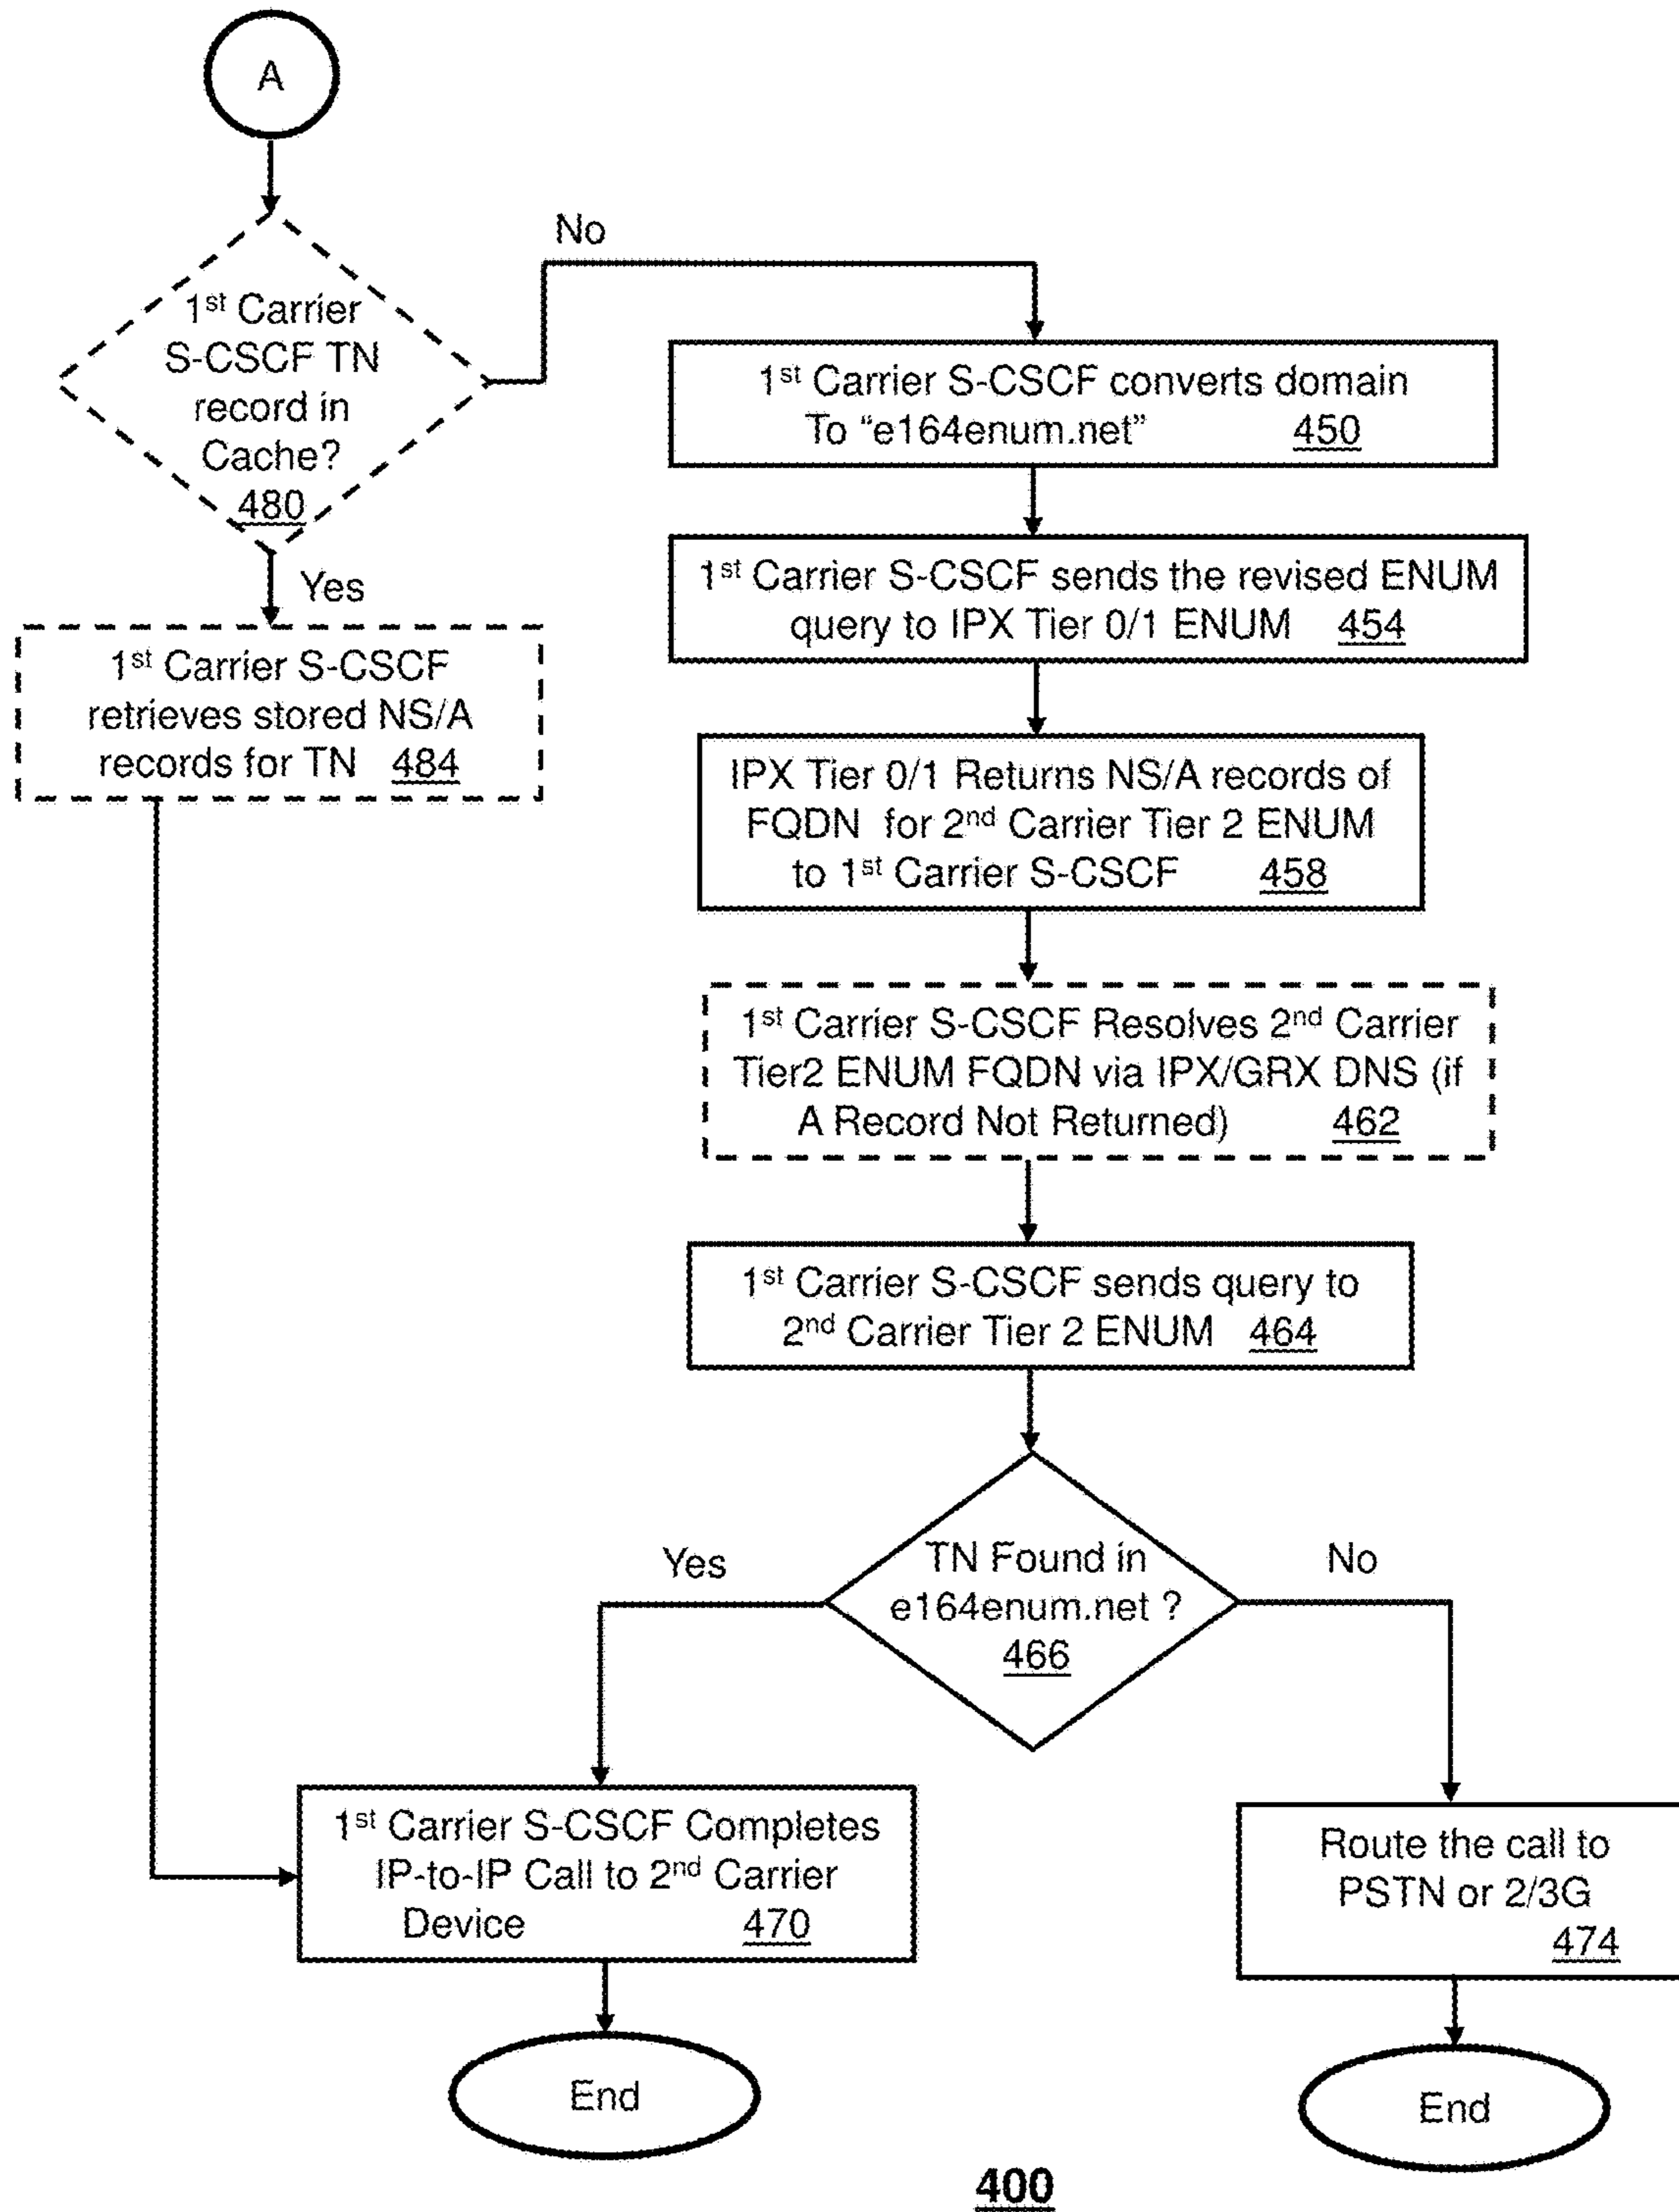 A
No
1st Carrier
S-CSCF TN
record in
Cache?
480
Yes
1st Carrier S-CSCF
retrieves stored NS/A
records for TN 484
1st Carrier S-CSCF converts domain
To “e164enum.net” 450
1st Carrier S-CSCF sends the revised ENUM
query to IPX Tier 0/1 ENUM 454
IPX Tier 0/1 Returns NS/A records of
FQDN for 2nd Carrier Tier 2 ENUM
to 1st Carrier S-CSCF 458
1st Carrier S-CSCF Resolves 2nd Carrier
Tier2 ENUM FQDN via IPX/GRX DNS (if
A Record Not Returned) 462
1st Carrier S-CSCF sends query to
2nd Carrier Tier 2 ENUM 464
Yes
TN Found in
e164enum.net ?
466
No
1st Carrier S-CSCF Completes
IP-to-IP Call to 2nd Carrier
Device 470
Route the call to
PSTN or 2/3G
474
End
End
400